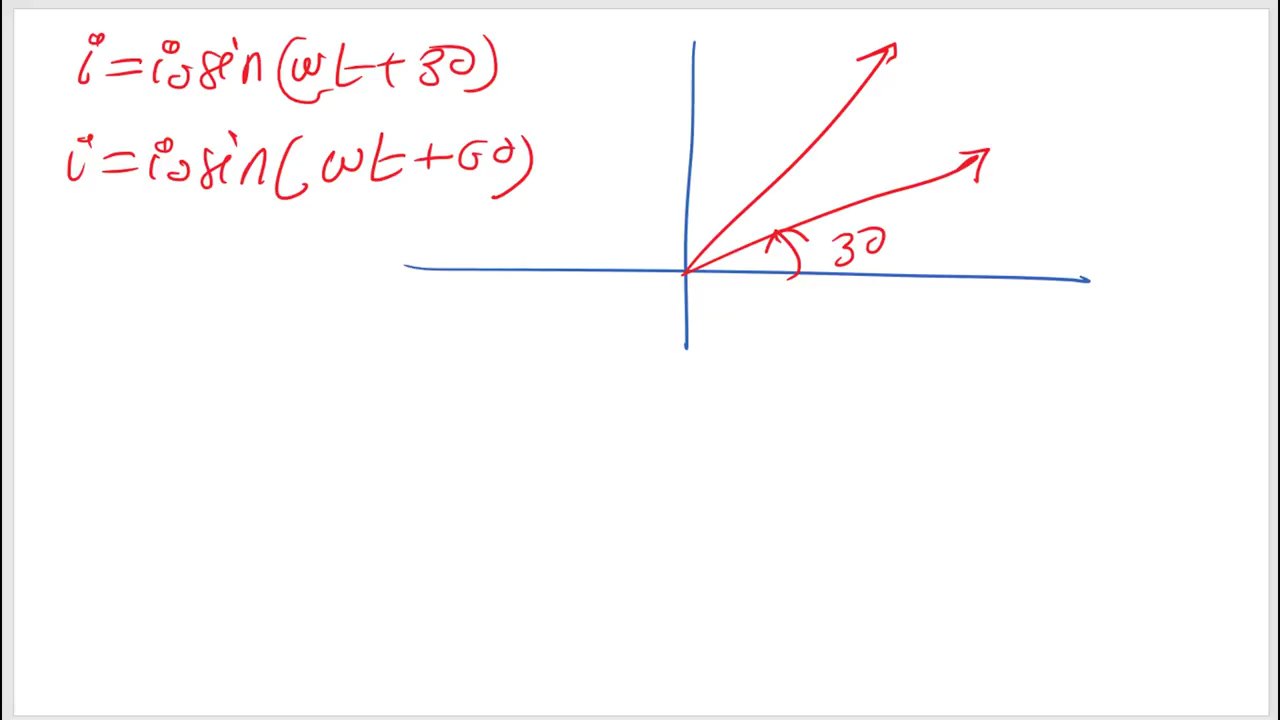 i = i₀ sin(ωt + 30)
i = i₀ sin(ωt + 60)
30